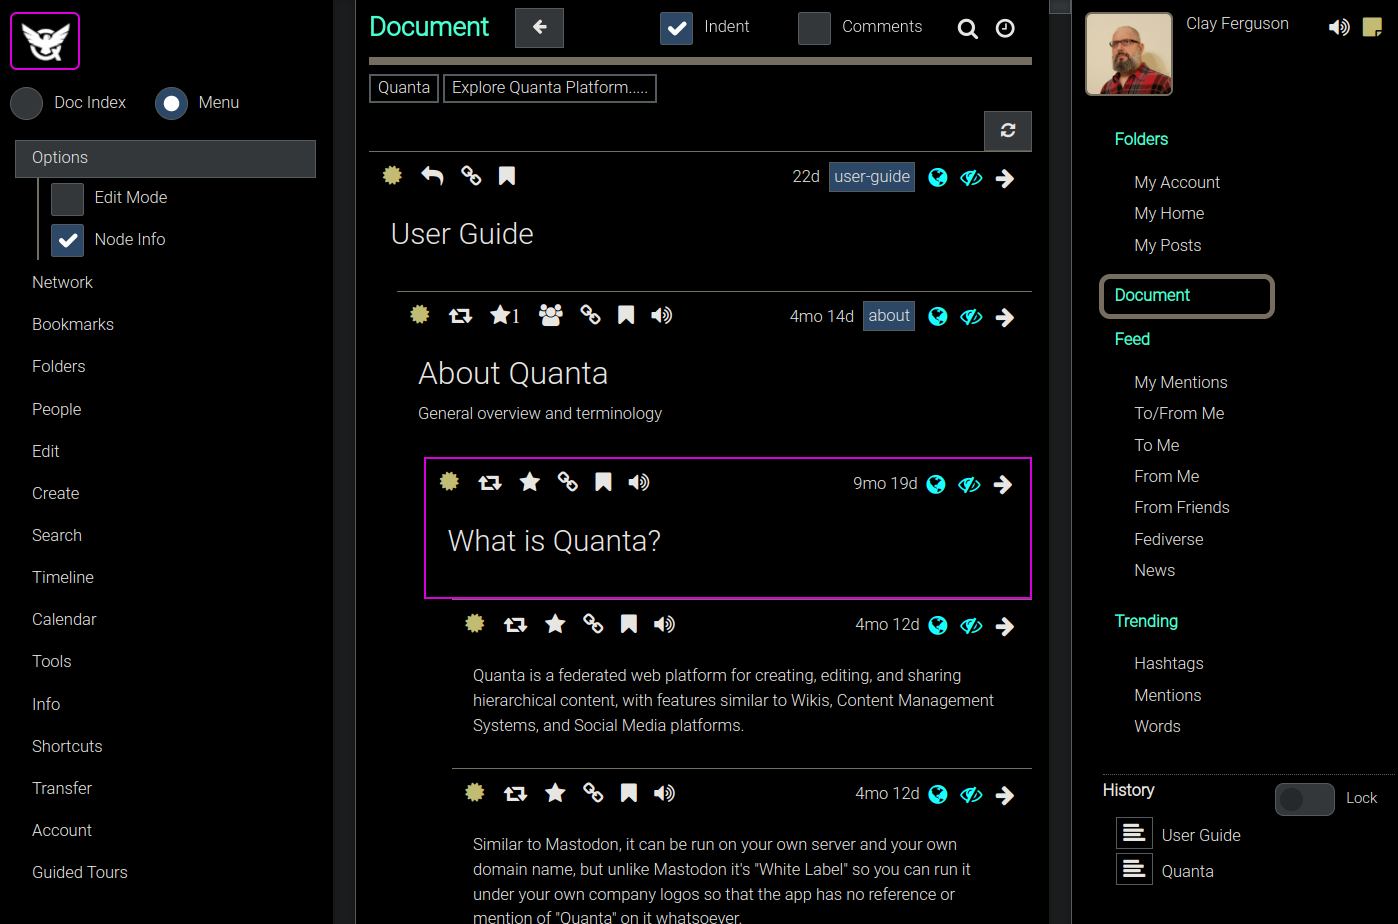 Doc Index
Menu
Options
Edit Mode
Node Info
Network
Bookmarks
Folders
People
Edit
Create
Search
Timeline
Calendar
Tools
Info
Shortcuts
Transfer
Account
Guided Tours
Document
Indent
Comments
Quanta
Explore Quanta Platform.....
22d user-guide
User Guide
1
4mo 14d about
About Quanta
General overview and terminology
9mo 19d
What is Quanta?
4mo 12d
Quanta is a federated web platform for creating, editing, and sharing
hierarchical content, with features similar to Wikis, Content Management
Systems, and Social Media platforms.
4mo 12d
Similar to Mastodon, it can be run on your own server and your own
domain name, but unlike Mastodon it's "White Label" so you can run it
under your own company logos so that the app has no reference or
mention of "Quanta" on it whatsoever.
Clay Ferguson
Folders
My Account
My Home
My Posts
Document
Feed
My Mentions
To/From Me
To Me
From Me
From Friends
Fediverse
News
Trending
Hashtags
Mentions
Words
History
Lock
User Guide
Quanta